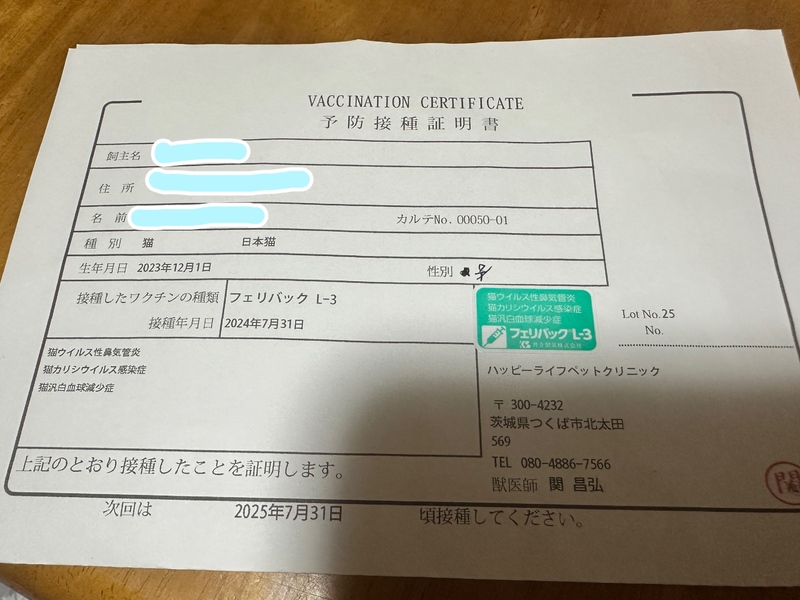 VACCINATION CERTIFICATE
予防接種証明書
飼主名
住所
名前 カルテNo. 00050-01
種別 猫 日本猫
生年月日 2023年12月1日 性別
接種したワクチンの種類 フェリバック L-3
接種年月日 2024年7月31日
猫ウイルス性鼻気管炎
猫カリシウイルス感染症
猫汎白血球減少症
猫ウイルス性鼻気管炎
猫カリシウイルス感染症
猫汎白血球減少症
フェリバック L-3
共立製薬株式会社
Lot No. 25
No.
ハッピーライフペットクリニック
〒 300-4232
茨城県つくば市北太田
569
TEL 080-4886-7566
獣医師 関 昌弘
関
上記のとおり接種したことを証明します。
次回は 2025年7月31日 頃接種してください。